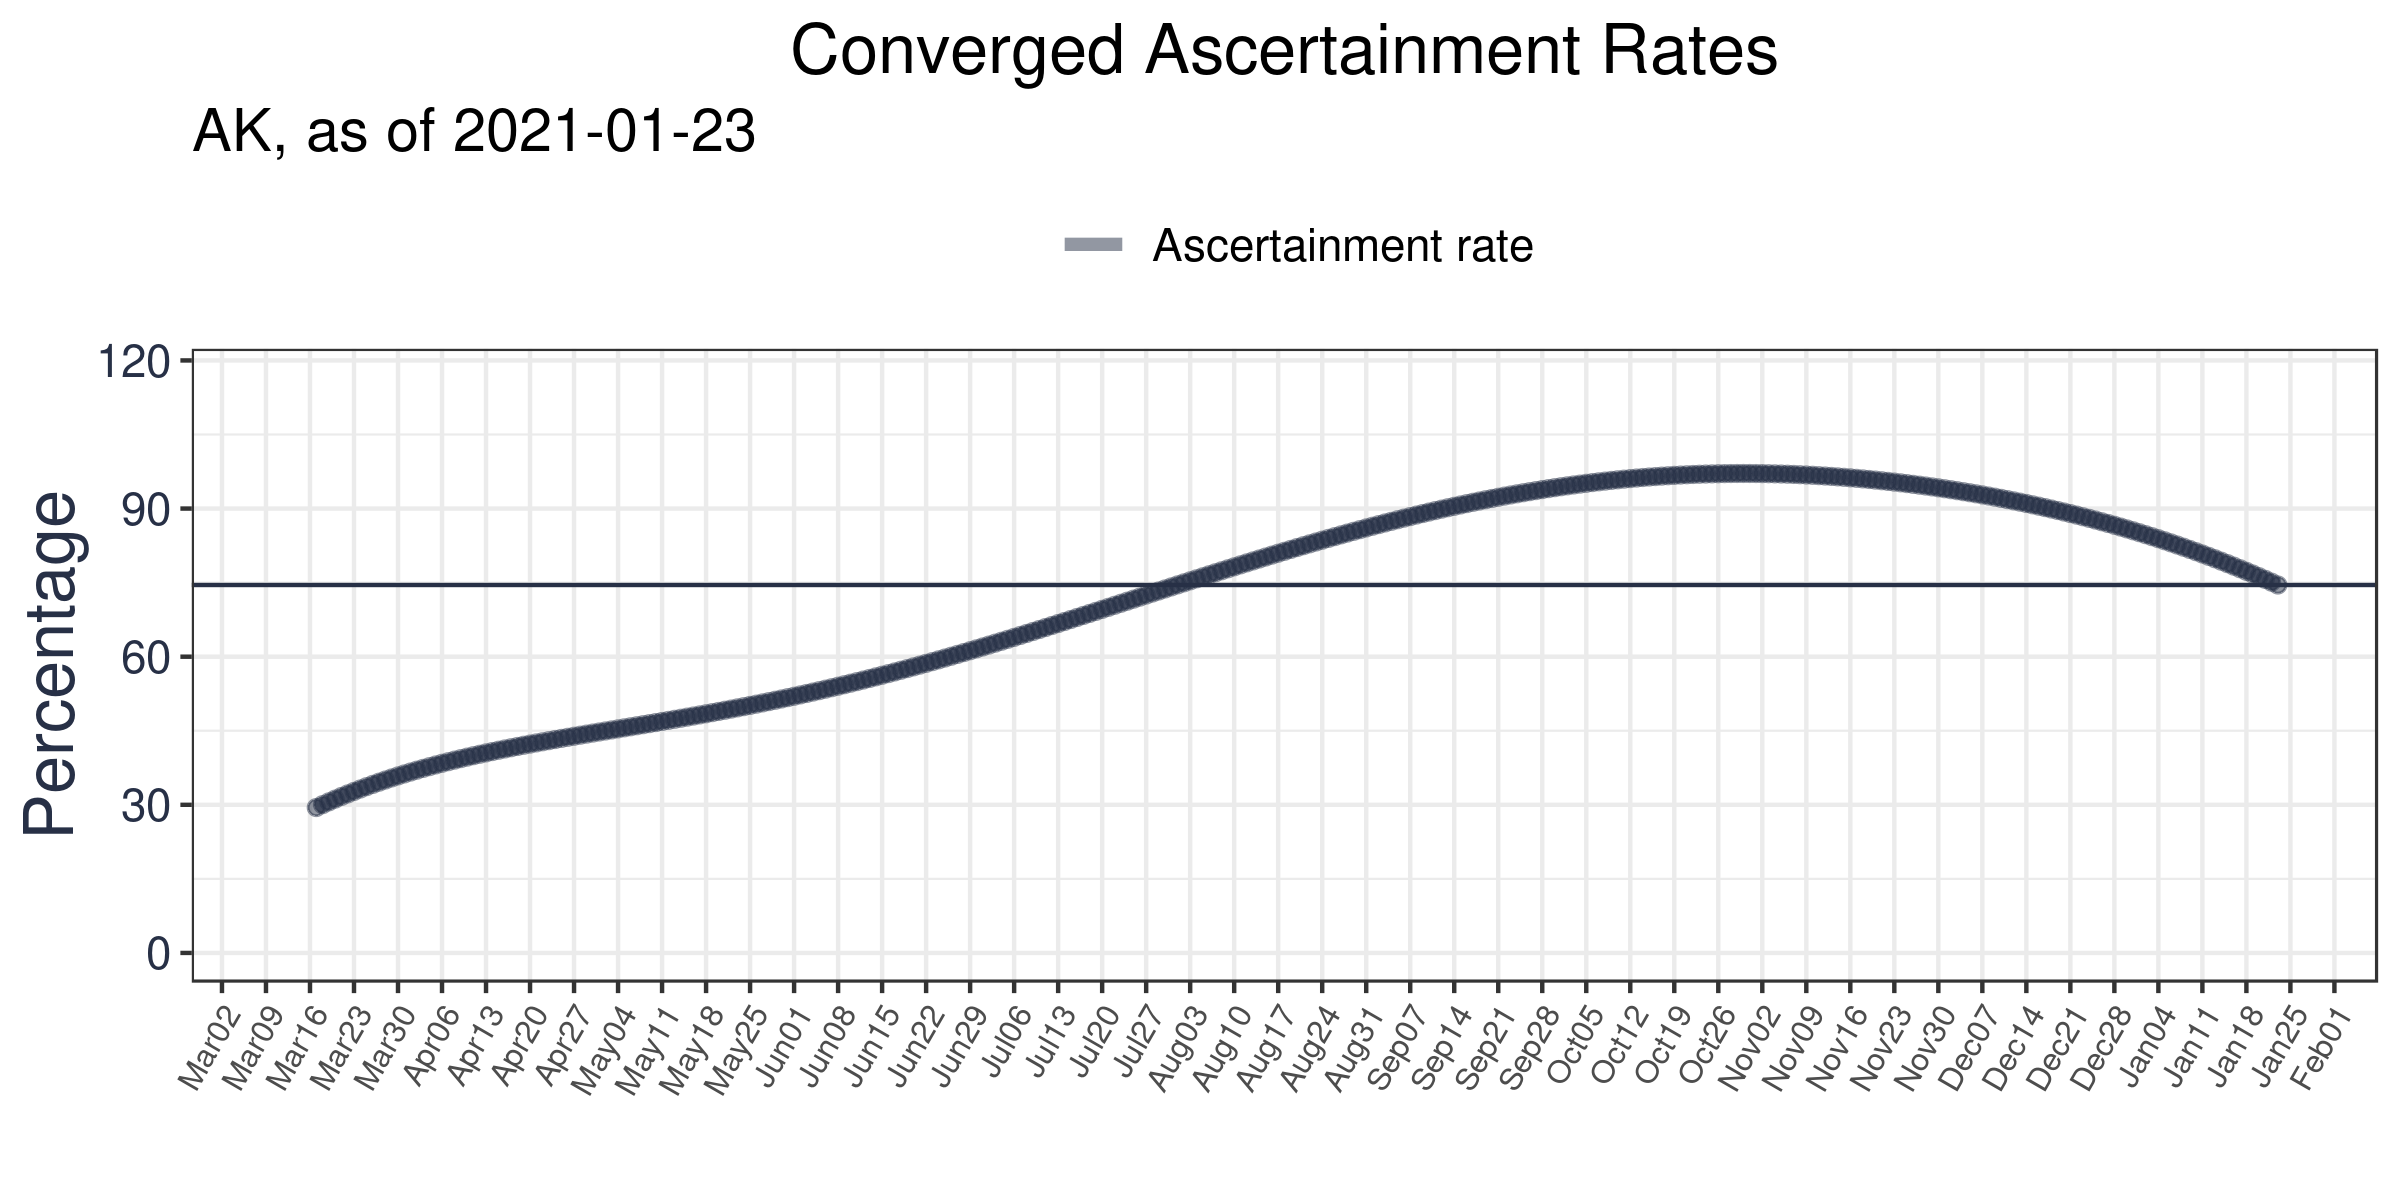 Converged Ascertainment Rates
AK, as of 2021-01-23
Ascertainment rate
Percentage
120
90
60
30
0
Mar02
Mar09
Mar16
Mar23
Mar30
Apr06
Apr13
Apr20
Apr27
May04
May11
May18
May25
Jun01
Jun08
Jun15
Jun22
Jun29
Jul06
Jul13
Jul20
Jul27
Aug03
Aug10
Aug17
Aug24
Aug31
Sep07
Sep14
Sep21
Sep28
Oct05
Oct12
Oct19
Oct26
Nov02
Nov09
Nov16
Nov23
Nov30
Dec07
Dec14
Dec21
Dec28
Jan04
Jan11
Jan18
Jan25
Feb01